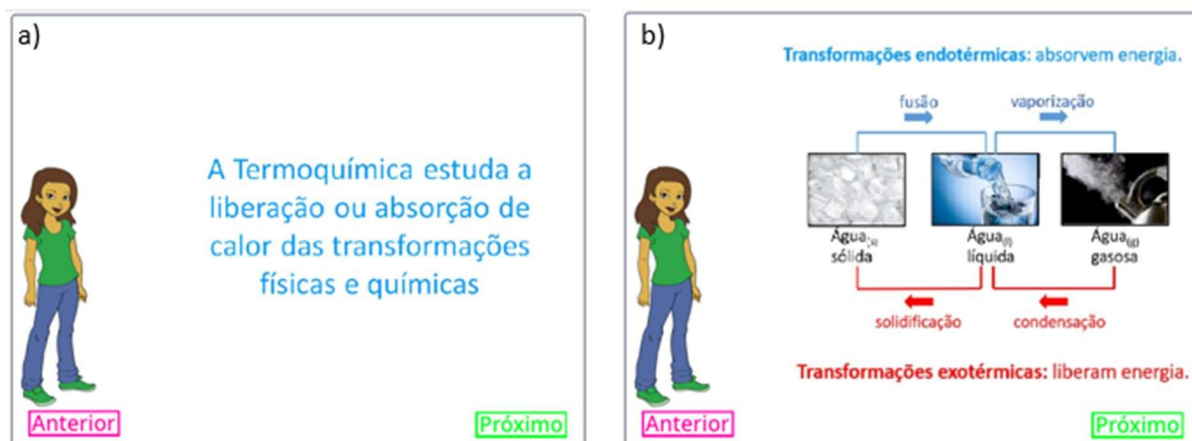 a)
A Termoquímica estuda a
liberação ou absorção de
calor das transformações
físicas e químicas
Anterior
Próximo
b)
Transformações endotérmicas: absorvem energia.
fusão
vaporização
Água(s)
sólida
Água(l)
líquida
Água(g)
gasosa
solidificação
condensação
Transformações exotérmicas: liberam energia.
Anterior
Próximo